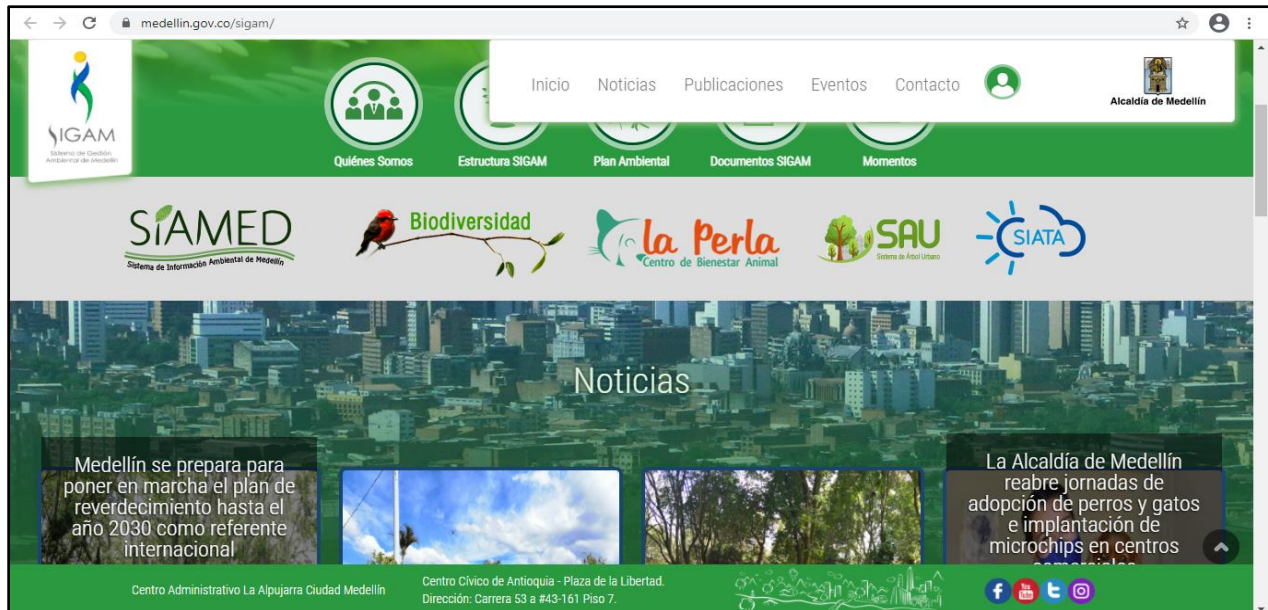 medellin.gov.co/sigam/
SIGAM
Sistema de Gestión
Ambiental de Medellín
Inicio Noticias Publicaciones Eventos Contacto
Alcaldía de Medellín
Quiénes Somos Estructura SIGAM Plan Ambiental Documentos SIGAM Momentos
SIAMED
Sistema de Información Ambiental de Medellín
Biodiversidad
la Perla
Centro de Bienestar Animal
SAU
Sistema de Árbol Urbano
SIATA
Noticias
Medellín se prepara para
poner en marcha el plan de
reverdecimiento hasta el
año 2030 como referente
internacional
La Alcaldía de Medellín
reabre jornadas de
adopción de perros y gatos
e implantación de
microchips en centros
comerciales
Centro Administrativo La Alpujarra Ciudad Medellín
Centro Cívico de Antioquia - Plaza de la Libertad.
Dirección: Carrera 53 a #43-161 Piso 7.
You
Tube